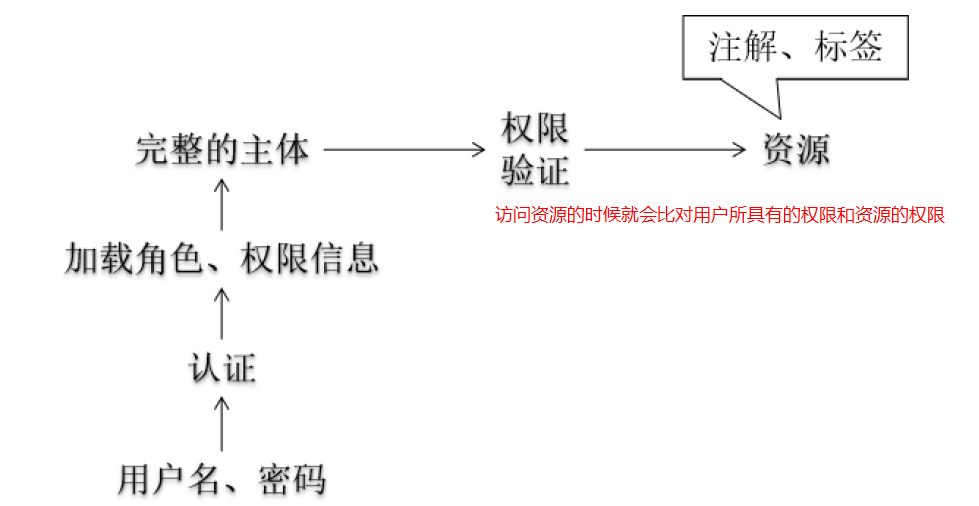 注解、标签
完整的主体
权限
验证
资源
访问资源的时候就会比对用户所具有的权限和资源的权限
加载角色、权限信息
认证
用户名、密码